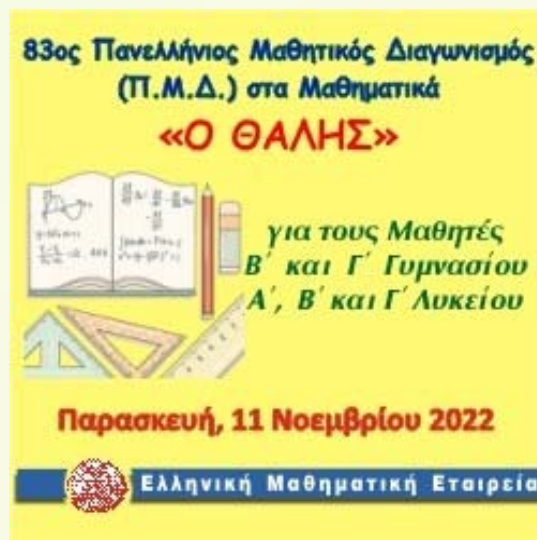 83ος Πανελλήνιος Μαθητικός Διαγωνισμός
(Π.Μ.Δ.) στα Μαθηματικά
«Ο ΘΑΛΗΣ»
για τους Μαθητές
Β΄ και Γ΄ Γυμνασίου
Α΄, Β΄ και Γ΄ Λυκείου
Παρασκευή, 11 Νοεμβρίου 2022
Ελληνική Μαθηματική Εταιρεία